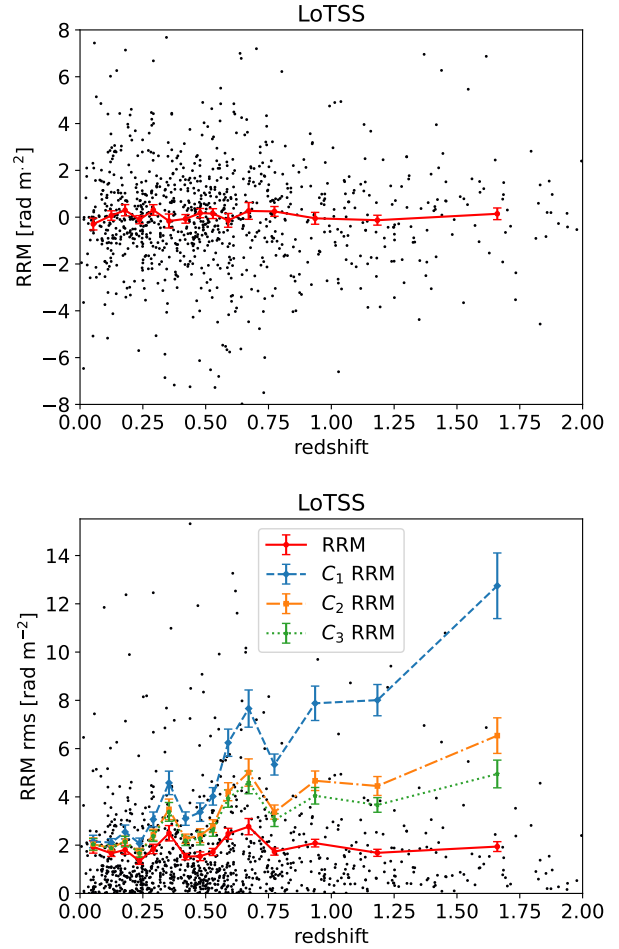 LoTSS
8
6
4
2
0
−2
−4
−6
−8
RRM [rad m⁻²]
0.00 0.25 0.50 0.75 1.00 1.25 1.50 1.75 2.00
redshift
LoTSS
14
12
10
8
6
4
2
0
RRM rms [rad m⁻²]
RRM
C₁ RRM
C₂ RRM
C₃ RRM
0.00 0.25 0.50 0.75 1.00 1.25 1.50 1.75 2.00
redshift